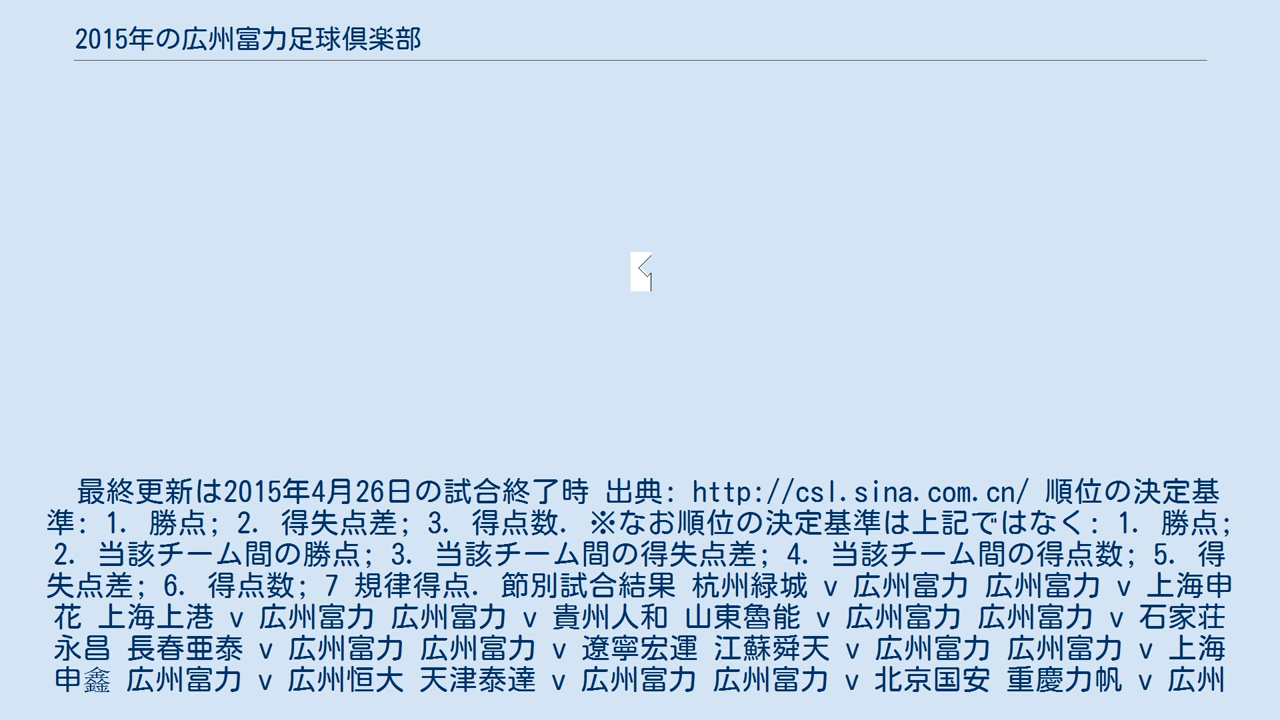 2015年の広州富力足球倶楽部
最終更新は2015年4月26日の試合終了時 出典: http://csl.sina.com.cn/ 順位の決定基
準: 1. 勝点; 2. 得失点差; 3. 得点数. ※なお順位の決定基準は上記ではなく: 1. 勝点;
2. 当該チーム間の勝点; 3. 当該チーム間の得失点差; 4. 当該チーム間の得点数; 5. 得
失点差; 6. 得点数; 7 規律得点. 節別試合結果 杭州緑城 v 広州富力 広州富力 v 上海申
花 上海上港 v 広州富力 広州富力 v 貴州人和 山東魯能 v 広州富力 広州富力 v 石家荘
永昌 長春亜泰 v 広州富力 広州富力 v 遼寧宏運 江蘇舜天 v 広州富力 広州富力 v 上海
申鑫 広州富力 v 広州恒大 天津泰達 v 広州富力 広州富力 v 北京国安 重慶力帆 v 広州